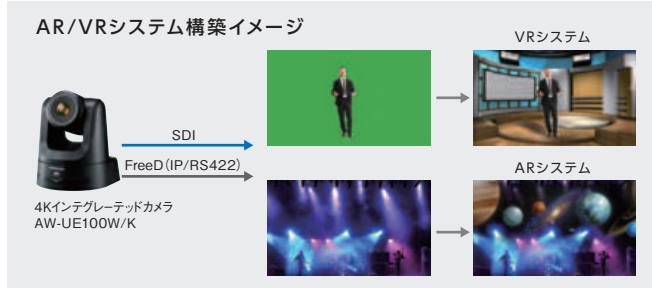 AR/VRシステム構築イメージ
VRシステム
SDI
FreeD(IP/RS422)
ARシステム
4Kインテグレーテッドカメラ
AW-UE100W/K